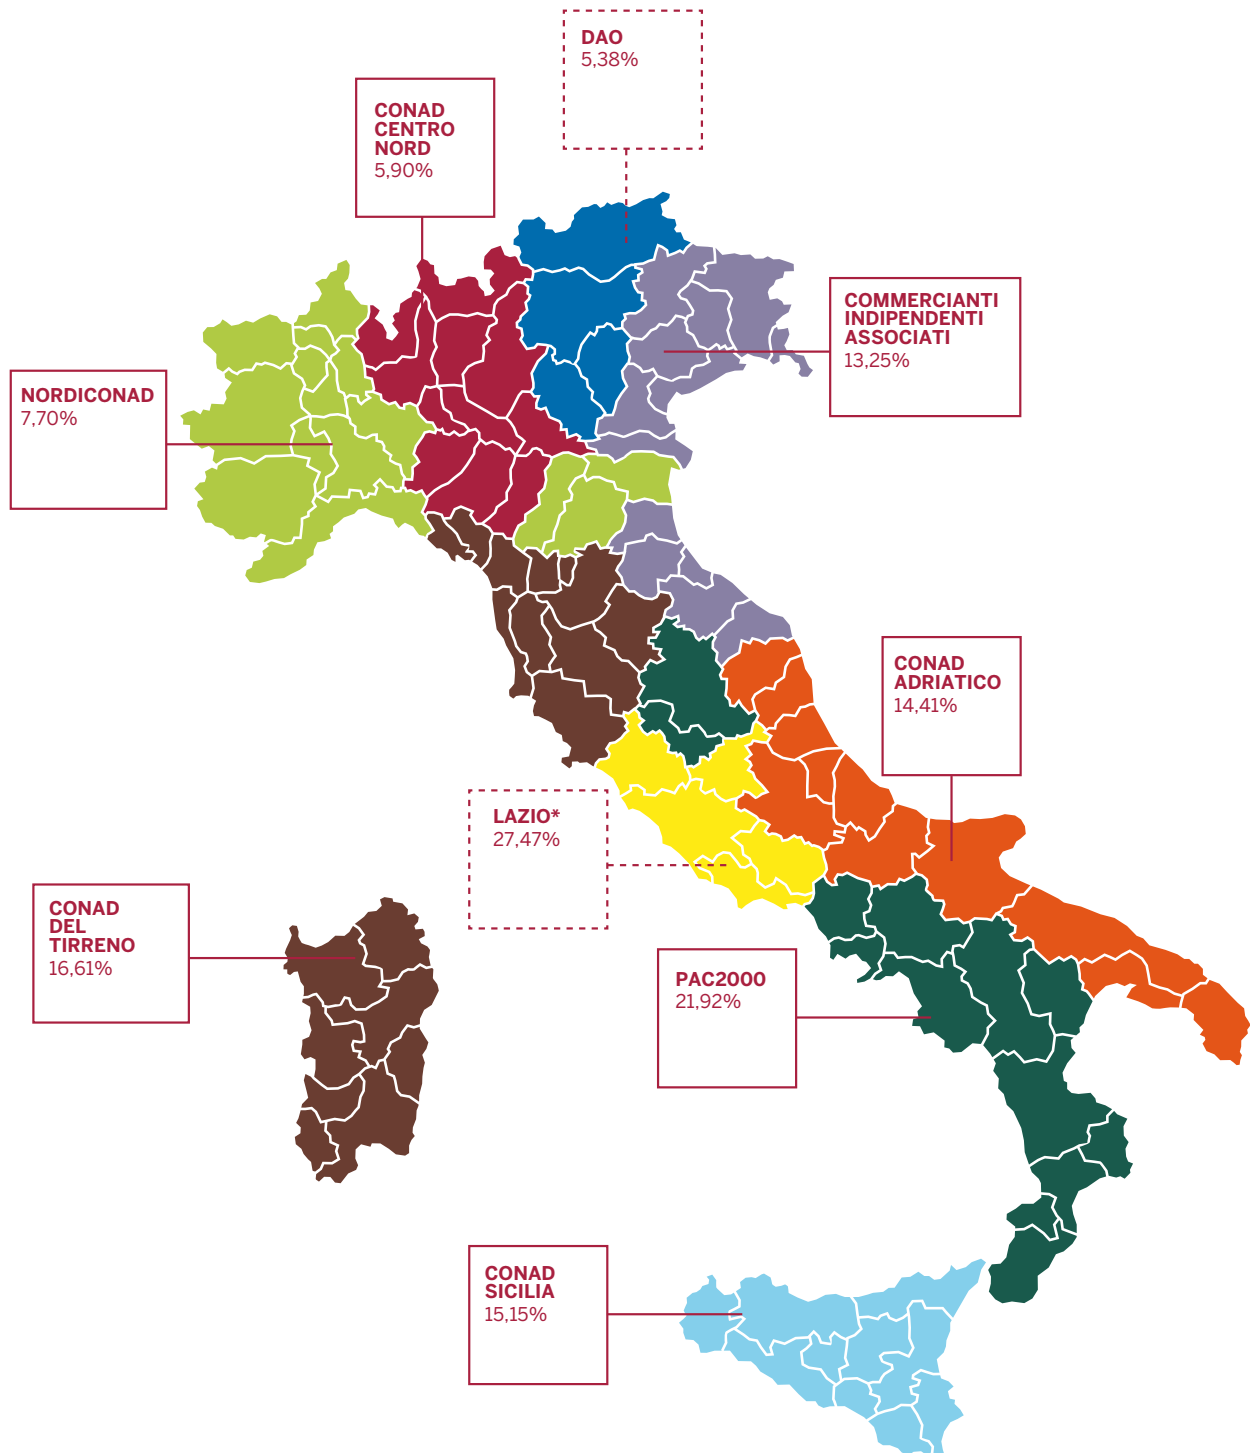 DAO
5,38%
CONAD
CENTRO
NORD
5,90%
COMMERCIANTI
INDIPENDENTI
ASSOCIATI
13,25%
NORDICONAD
7,70%
CONAD
ADRIATICO
14,41%
LAZIO*
27,47%
CONAD
DEL
TIRRENO
16,61%
PAC2000
21,92%
CONAD
SICILIA
15,15%